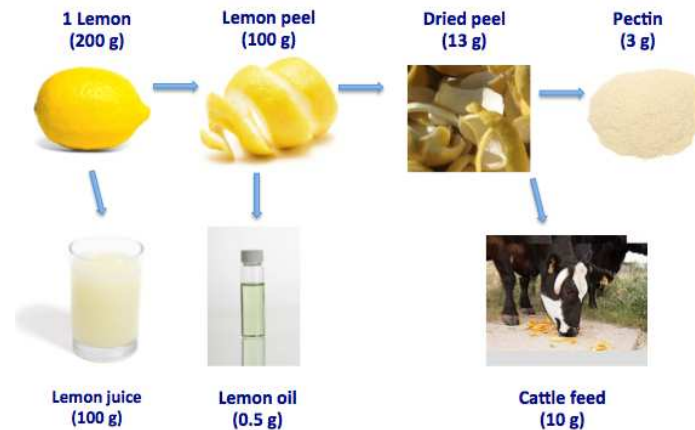 1 Lemon
(200 g)
Lemon peel
(100 g)
Dried peel
(13 g)
Pectin
(3 g)
Lemon juice
(100 g)
Lemon oil
(0.5 g)
Cattle feed
(10 g)